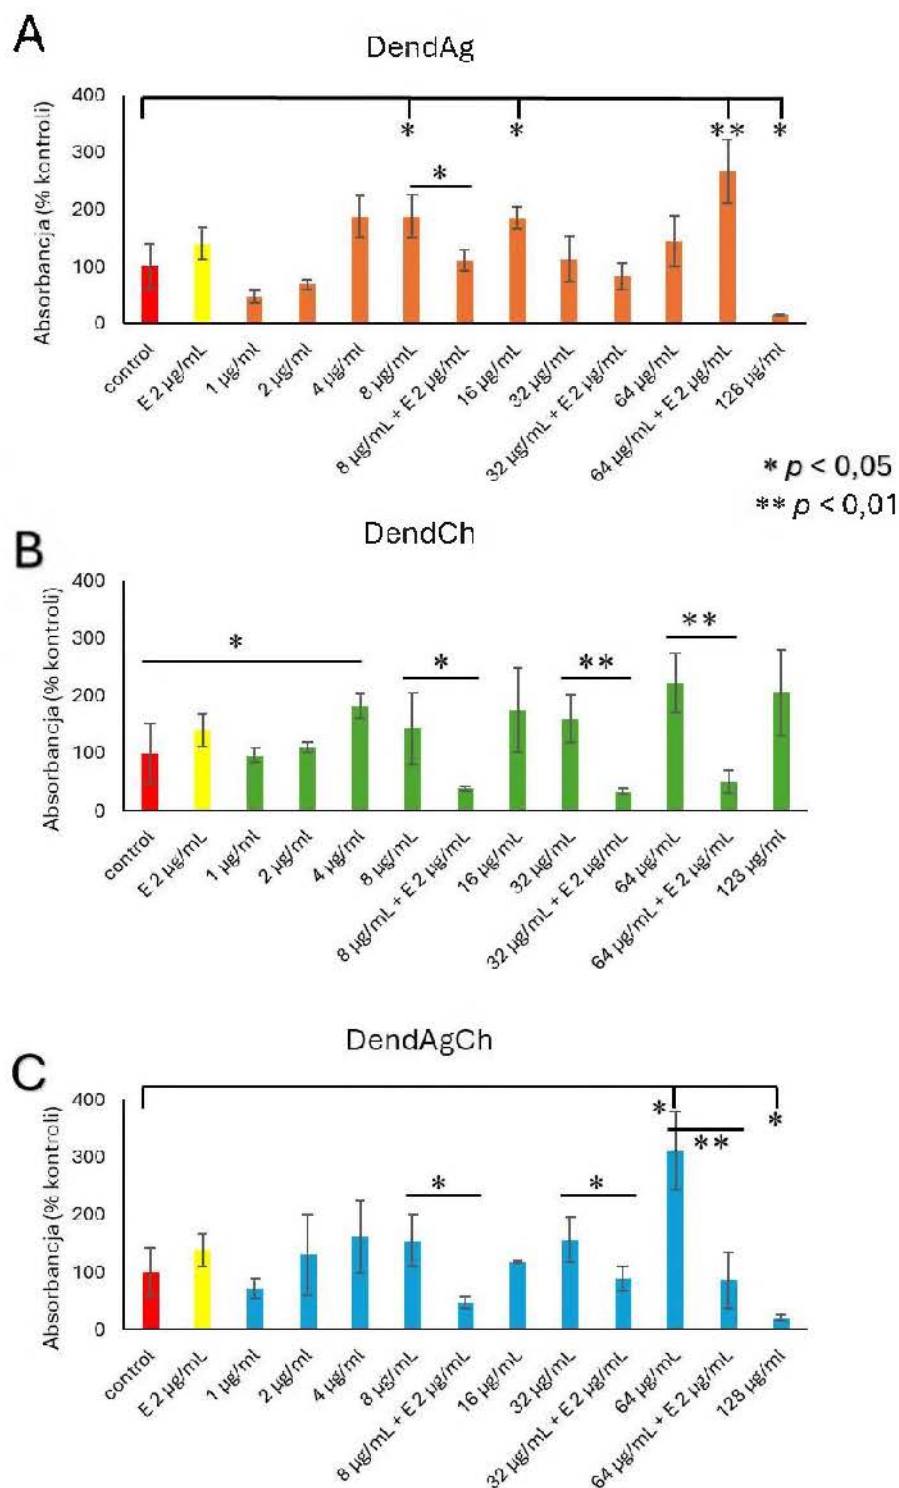 A
DendAg
Absorbancja (% kontroli)
400
300
200
100
0
* * ** *
*
control
E 2 µg/mL
1 µg/ml
2 µg/ml
4 µg/ml
8 µg/mL
8 µg/mL + E 2 µg/mL
16 µg/mL
32 µg/mL
32 µg/mL + E 2 µg/mL
64 µg/mL
64 µg/mL + E 2 µg/mL
128 µg/ml
* p < 0,05
** p < 0,01
B
DendCh
Absorbancja (% kontroli)
400
300
200
100
0
* * ** **
control
E 2 µg/mL
1 µg/ml
2 µg/ml
4 µg/ml
8 µg/mL
8 µg/mL + E 2 µg/mL
16 µg/mL
32 µg/mL
32 µg/mL + E 2 µg/mL
64 µg/mL
64 µg/mL + E 2 µg/mL
128 µg/ml
C
DendAgCh
Absorbancja (% kontroli)
400
300
200
100
0
* *
**
* *
control
E 2 µg/mL
1 µg/ml
2 µg/ml
4 µg/ml
8 µg/mL
8 µg/mL + E 2 µg/mL
16 µg/mL
32 µg/mL
32 µg/mL + E 2 µg/mL
64 µg/mL
64 µg/mL + E 2 µg/mL
128 µg/ml